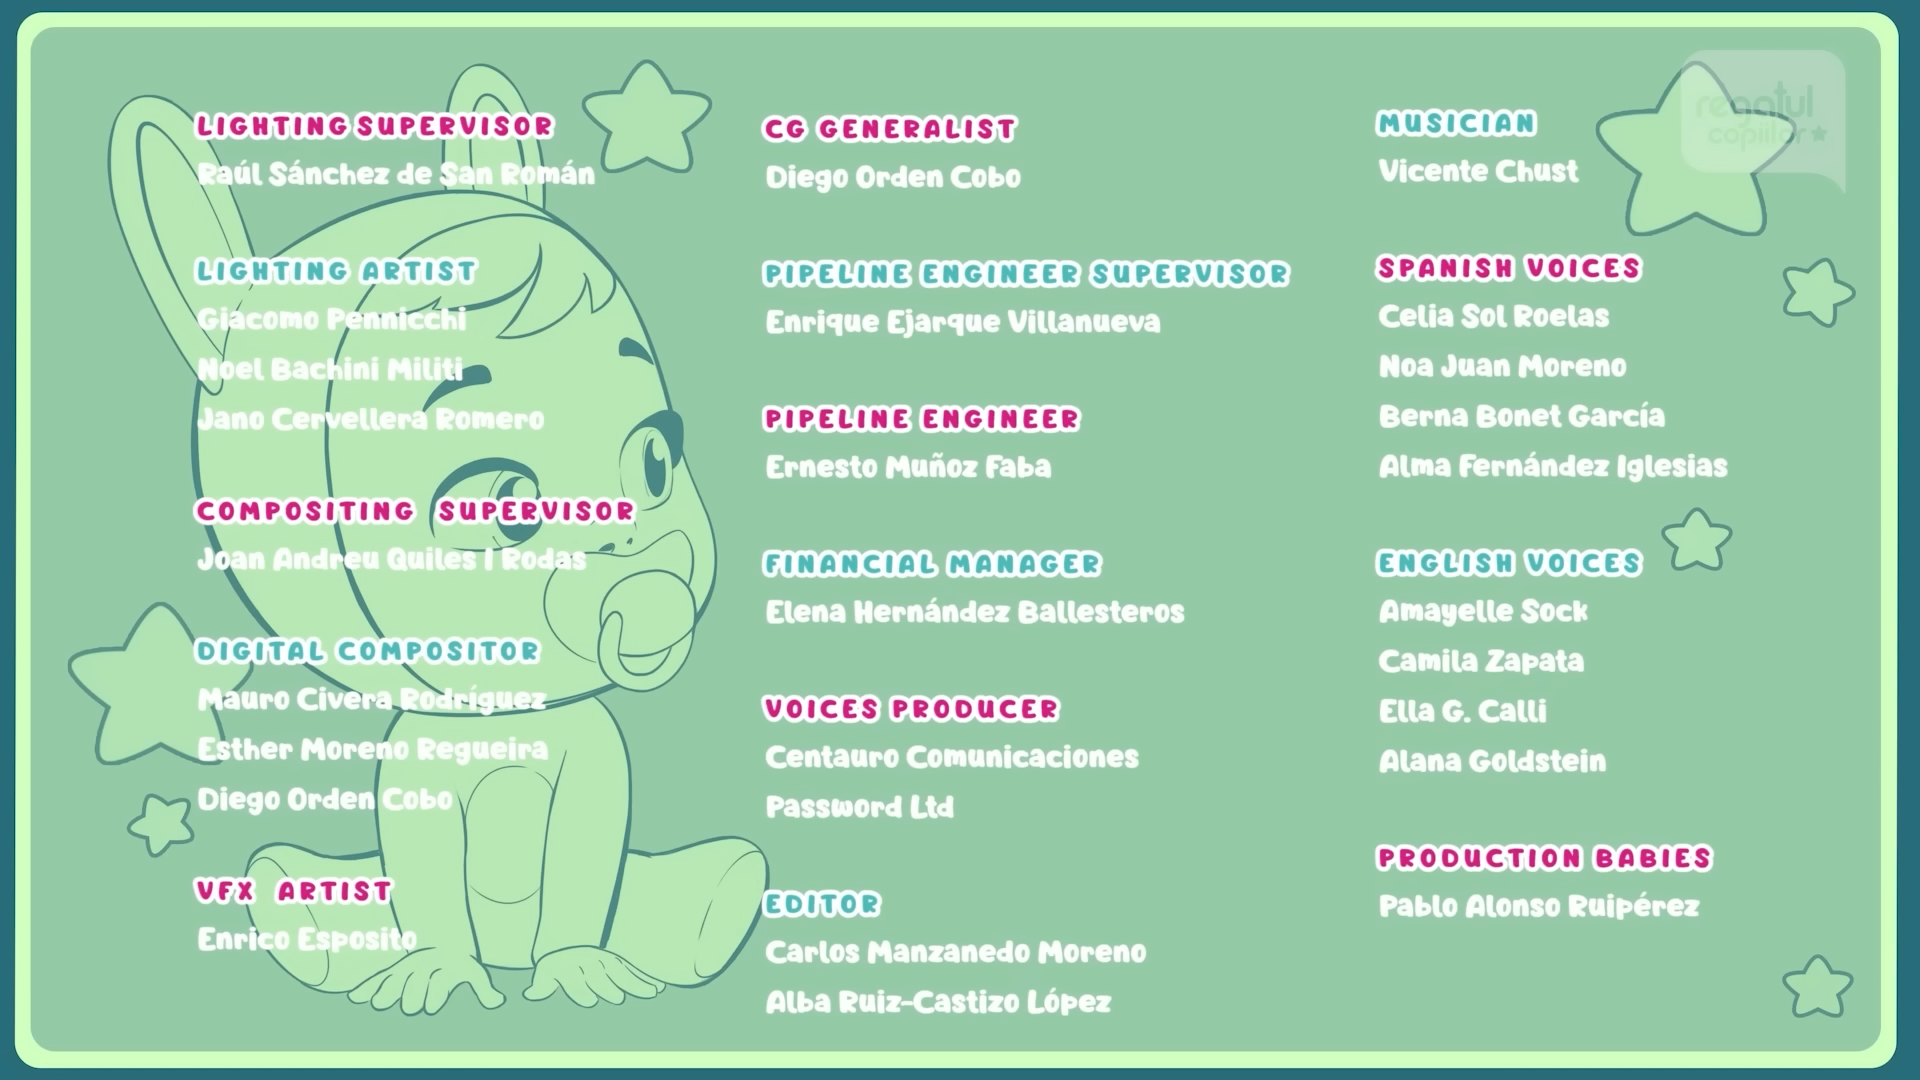 LIGHTING SUPERVISOR
Raúl Sánchez de San Román
LIGHTING ARTIST
Giacomo Pennicchi
Noel Bachini Militi
Jano Cervellera Romero
COMPOSITING SUPERVISOR
Joan Andreu Quiles I Rodas
DIGITAL COMPOSITOR
Mauro Civera Rodríguez
Esther Moreno Regueira
Diego Orden Cobo
VFX ARTIST
Enrico Esposito
CG GENERALIST
Diego Orden Cobo
PIPELINE ENGINEER SUPERVISOR
Enrique Ejarque Villanueva
PIPELINE ENGINEER
Ernesto Muñoz Faba
FINANCIAL MANAGER
Elena Hernández Ballesteros
VOICES PRODUCER
Centauro Comunicaciones
Password Ltd
EDITOR
Carlos Manzanedo Moreno
Alba Ruiz-Castizo López
MUSICIAN
Vicente Chust
SPANISH VOICES
Celia Sol Roelas
Noa Juan Moreno
Berna Bonet García
Alma Fernández Iglesias
ENGLISH VOICES
Amayelle Sock
Camila Zapata
Ella G. Calli
Alana Goldstein
PRODUCTION BABIES
Pablo Alonso Ruipérez
regatul
copiilor